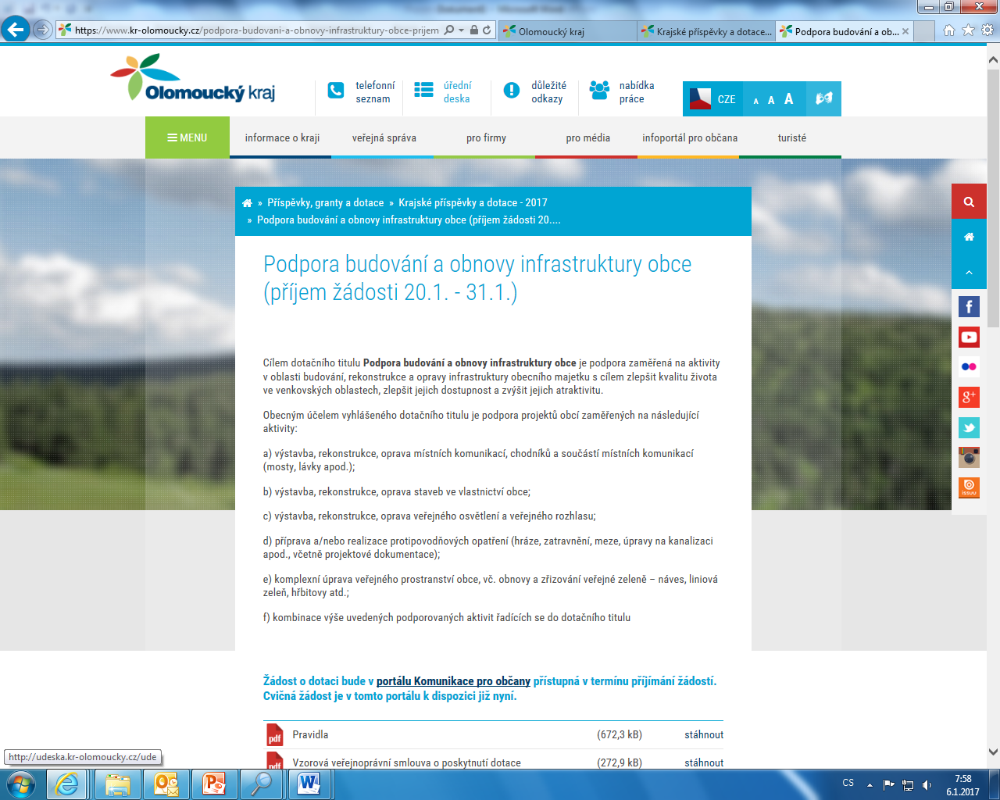 https://www.kr-olomoucky.cz/podpora-budovani-a-obnovy-infrastruktury-obce-prijem
Olomoucký kraj
Krajské příspěvky a dotace...
Podpora budování a ob...
Olomoucký kraj
telefonní
seznam
úřední
deska
důležité
odkazy
nabídka
práce
CZE
A A A
MENU
informace o kraji
veřejná správa
pro firmy
pro média
infoportál pro občana
turisté
» Příspěvky, granty a dotace » Krajské příspěvky a dotace - 2017
» Podpora budování a obnovy infrastruktury obce (příjem žádosti 20....
Podpora budování a obnovy infrastruktury obce
(příjem žádosti 20.1. - 31.1.)
Cílem dotačního titulu Podpora budování a obnovy infrastruktury obce je podpora zaměřená na aktivity
v oblasti budování, rekonstrukce a opravy infrastruktury obecního majetku s cílem zlepšit kvalitu života
ve venkovských oblastech, zlepšit jejich dostupnost a zvýšit jejich atraktivitu.
Obecným účelem vyhlášeného dotačního titulu je podpora projektů obcí zaměřených na následující
aktivity:
a) výstavba, rekonstrukce, oprava místních komunikací, chodníků a součástí místních komunikací
(mosty, lávky apod.);
b) výstavba, rekonstrukce, oprava staveb ve vlastnictví obce;
c) výstavba, rekonstrukce, oprava veřejného osvětlení a veřejného rozhlasu;
d) příprava a/nebo realizace protipovodňových opatření (hráze, zatravnění, meze, úpravy na kanalizaci
apod., včetně projektové dokumentace);
e) komplexní úprava veřejného prostranství obce, vč. obnovy a zřizování veřejné zeleně – náves, liniová
zeleň, hřbitovy atd.;
f) kombinace výše uvedených podporovaných aktivit řadících se do dotačního titulu
Žádost o dotaci bude v portálu Komunikace pro občany přístupná v termínu příjímání žádostí.
Cvičná žádost je v tomto portálu k dispozici již nyní.
pdf Pravidla (672,3 kB) stáhnout
pdf Vzorová veřejnoprávní smlouva o poskytnutí dotace (272,9 kB) stáhnout
issuu
http://udeska.kr-olomoucky.cz/ude
CS
7:58
6.1.2017